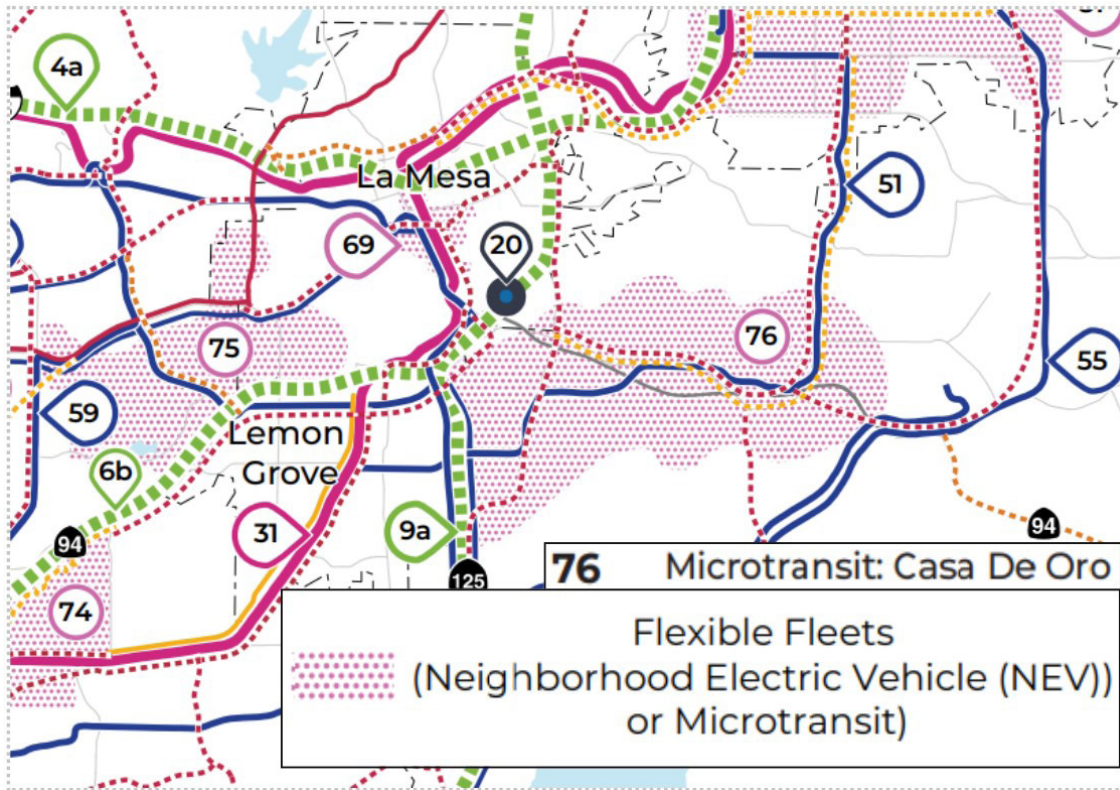 4a
La Mesa
51
69
20
75
76
55
59
Lemon
Grove
6b
31
9a
94
94
125
74
76 Microtransit: Casa De Oro
Flexible Fleets
(Neighborhood Electric Vehicle (NEV))
or Microtransit)